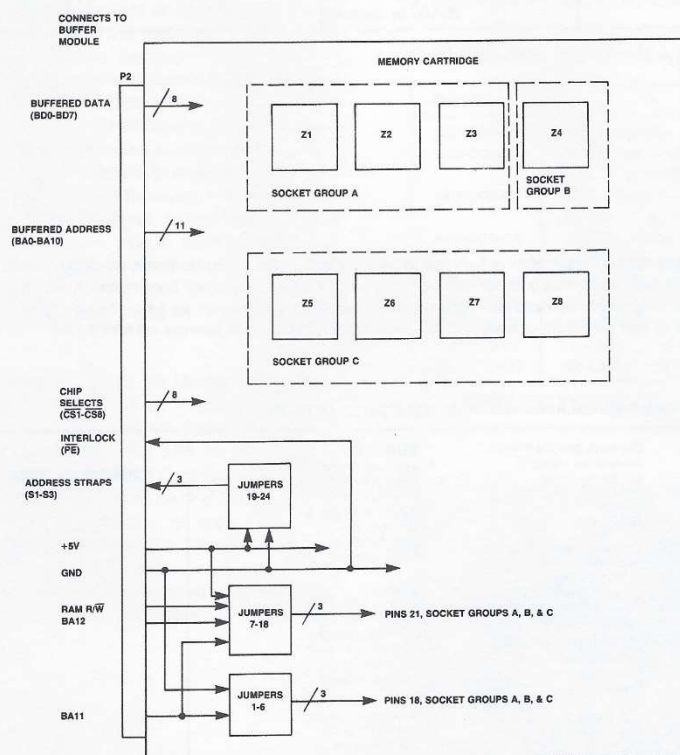 CONNECTS TO
BUFFER
MODULE
P2
MEMORY CARTRIDGE
BUFFERED DATA
(BD0-BD7)
8
Z1
Z2
Z3
Z4
SOCKET GROUP A
SOCKET
GROUP B
BUFFERED ADDRESS
(BA0-BA10)
11
Z5
Z6
Z7
Z8
SOCKET GROUP C
CHIP
SELECTS
(CS1-CS8)
8
INTERLOCK
(PE)
ADDRESS STRAPS
(S1-S3)
3
JUMPERS
19-24
+5V
GND
RAM R/W
BA12
JUMPERS
7-18
3
PINS 21, SOCKET GROUPS A, B, & C
JUMPERS
1-6
3
PINS 18, SOCKET GROUPS A, B, & C
BA11